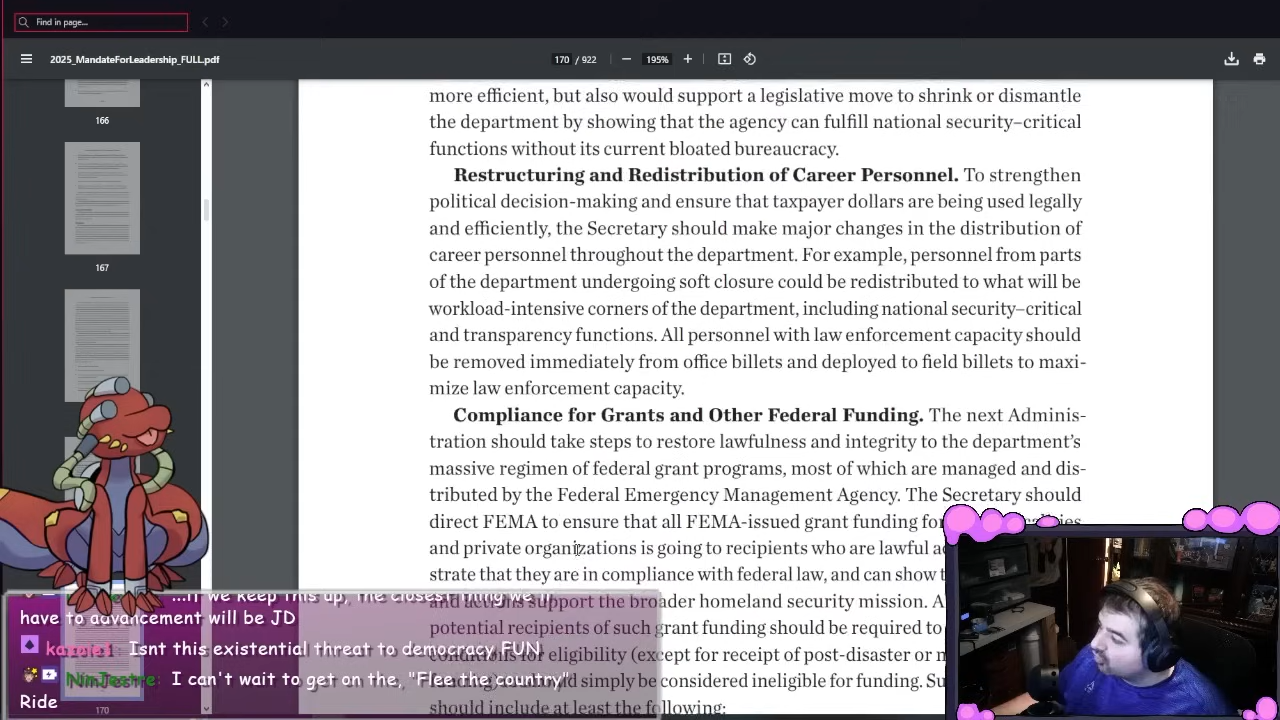 Find in page...
2025_MandateForLeadership_FULL.pdf
170 / 922
195%
166
167
170
more efficient, but also would support a legislative move to shrink or dismantle
the department by showing that the agency can fulfill national security–critical
functions without its current bloated bureaucracy.
Restructuring and Redistribution of Career Personnel. To strengthen
political decision-making and ensure that taxpayer dollars are being used legally
and efficiently, the Secretary should make major changes in the distribution of
career personnel throughout the department. For example, personnel from parts
of the department undergoing soft closure could be redistributed to what will be
workload-intensive corners of the department, including national security–critical
and transparency functions. All personnel with law enforcement capacity should
be removed immediately from office billets and deployed to field billets to maxi-
mize law enforcement capacity.
Compliance for Grants and Other Federal Funding. The next Adminis-
tration should take steps to restore lawfulness and integrity to the department's
massive regimen of federal grant programs, most of which are managed and dis-
tributed by the Federal Emergency Management Agency. The Secretary should
direct FEMA to ensure that all FEMA-issued grant funding for
and private organizations is going to recipients who are lawful
strate that they are in compliance with federal law, and can show
and actions support the broader homeland security mission. A
potential recipients of such grant funding should be required to
eligibility (except for receipt of post-disaster or
simply be considered ineligible for funding.
should include at least the following:
...if we keep this up, the closest thing we'll
have to advancement will be JD
Isnt this existential threat to democracy FUN
NinJestre: I can't wait to get on the, "Flee the country"
Ride